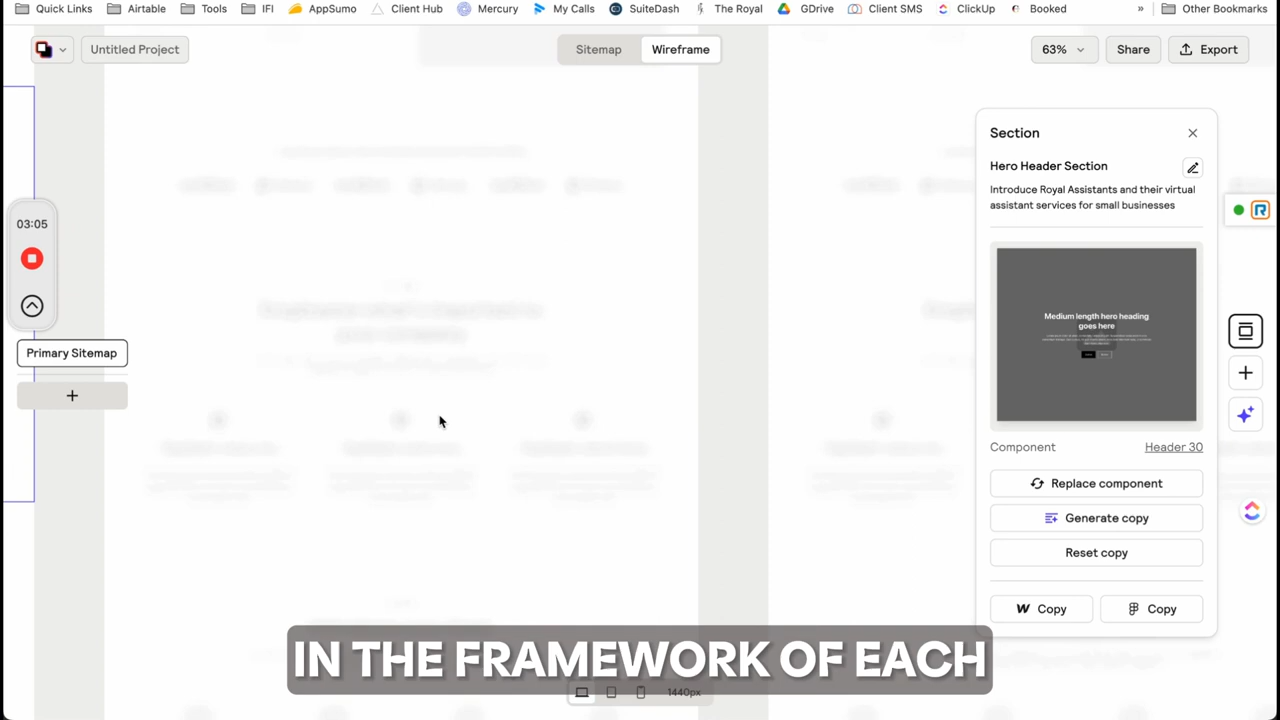 Quick Links Airtable Tools IFI AppSumo Client Hub Mercury My Calls SuiteDash The Royal GDrive Client SMS ClickUp Booked » Other Bookmarks
Untitled Project Sitemap Wireframe 63% Share Export
Section
Hero Header Section
Introduce Royal Assistants and their virtual
assistant services for small businesses
03:05
Medium length hero heading
goes here
Primary Sitemap
+
Component Header 30
Replace component
Generate copy
Reset copy
Copy Copy
IN THE FRAMEWORK OF EACH
1440px